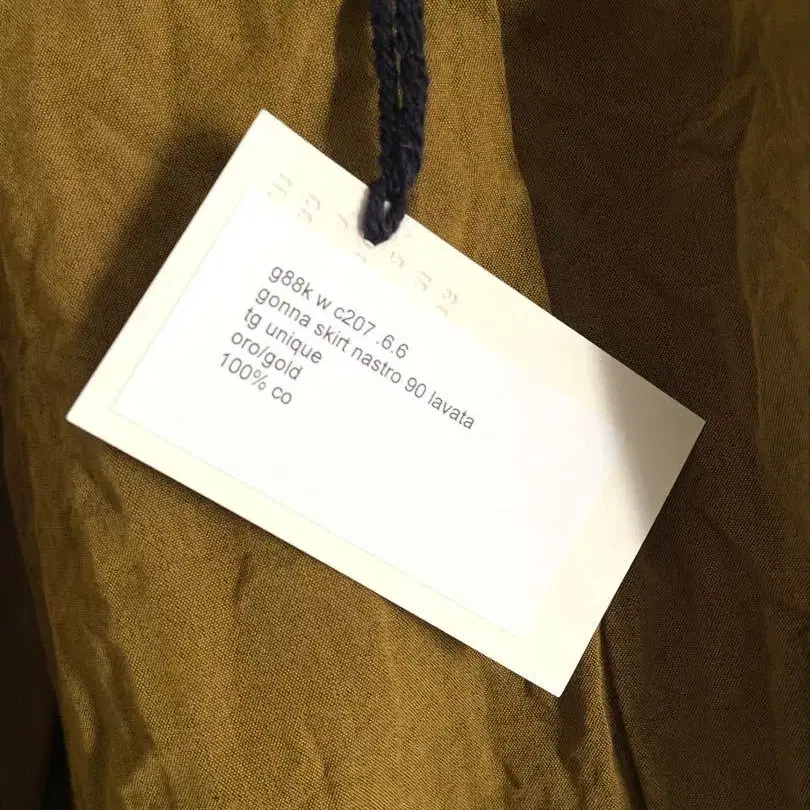 g88k w c207 .6.6
gonna skirt nastro 90 lavata
tg unique
oro/gold
100% co